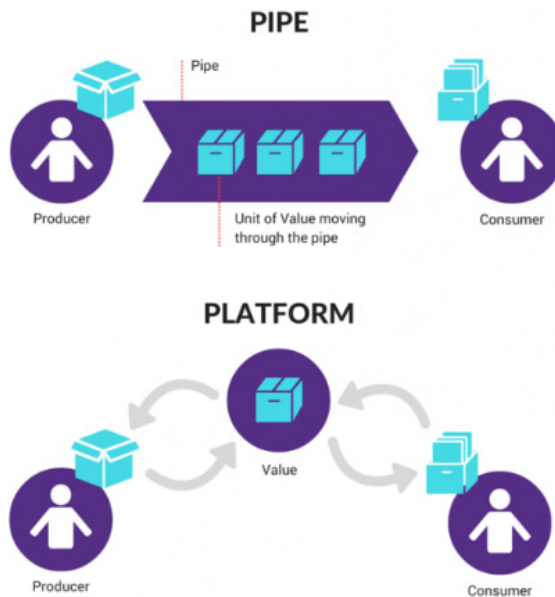 PIPE
Pipe
Producer
Unit of Value moving
through the pipe
Consumer
PLATFORM
Value
Producer
Consumer